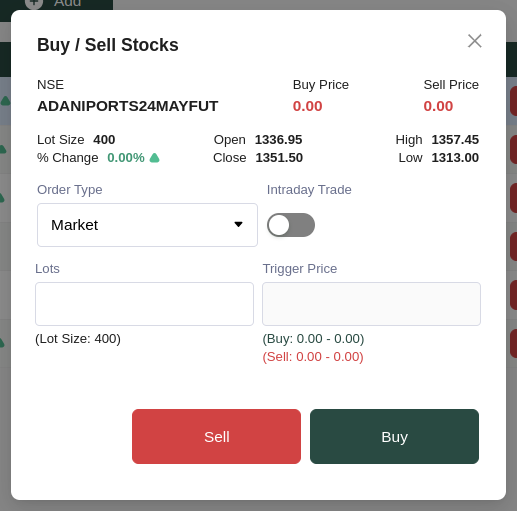 Add
Buy / Sell Stocks
NSE Buy Price Sell Price
ADANIPORTS24MAYFUT 0.00 0.00
Lot Size 400 Open 1336.95 High 1357.45
% Change 0.00% Close 1351.50 Low 1313.00
Order Type Intraday Trade
Market
Lots Trigger Price
(Lot Size: 400) (Buy: 0.00 - 0.00)
(Sell: 0.00 - 0.00)
Sell Buy